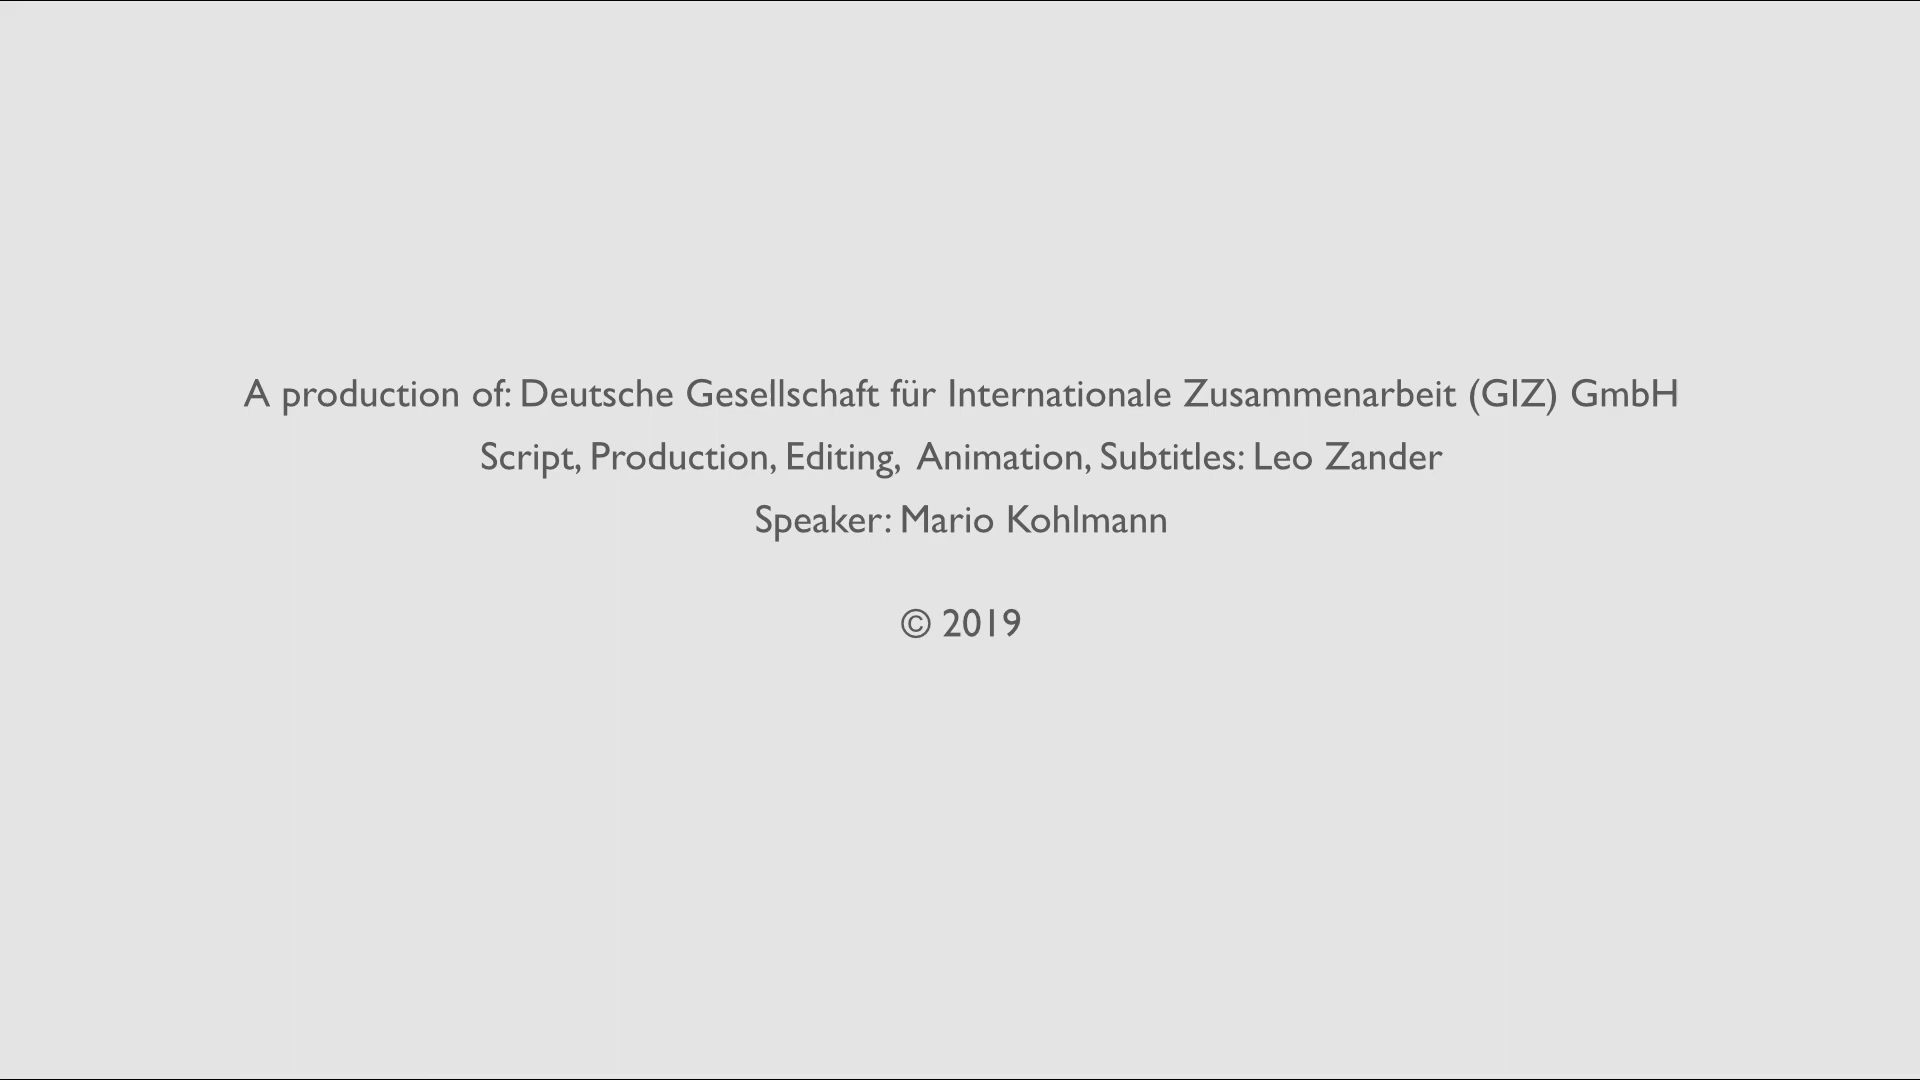 A production of: Deutsche Gesellschaft für Internationale Zusammenarbeit (GIZ) GmbH
Script, Production, Editing, Animation, Subtitles: Leo Zander
Speaker: Mario Kohlmann
© 2019